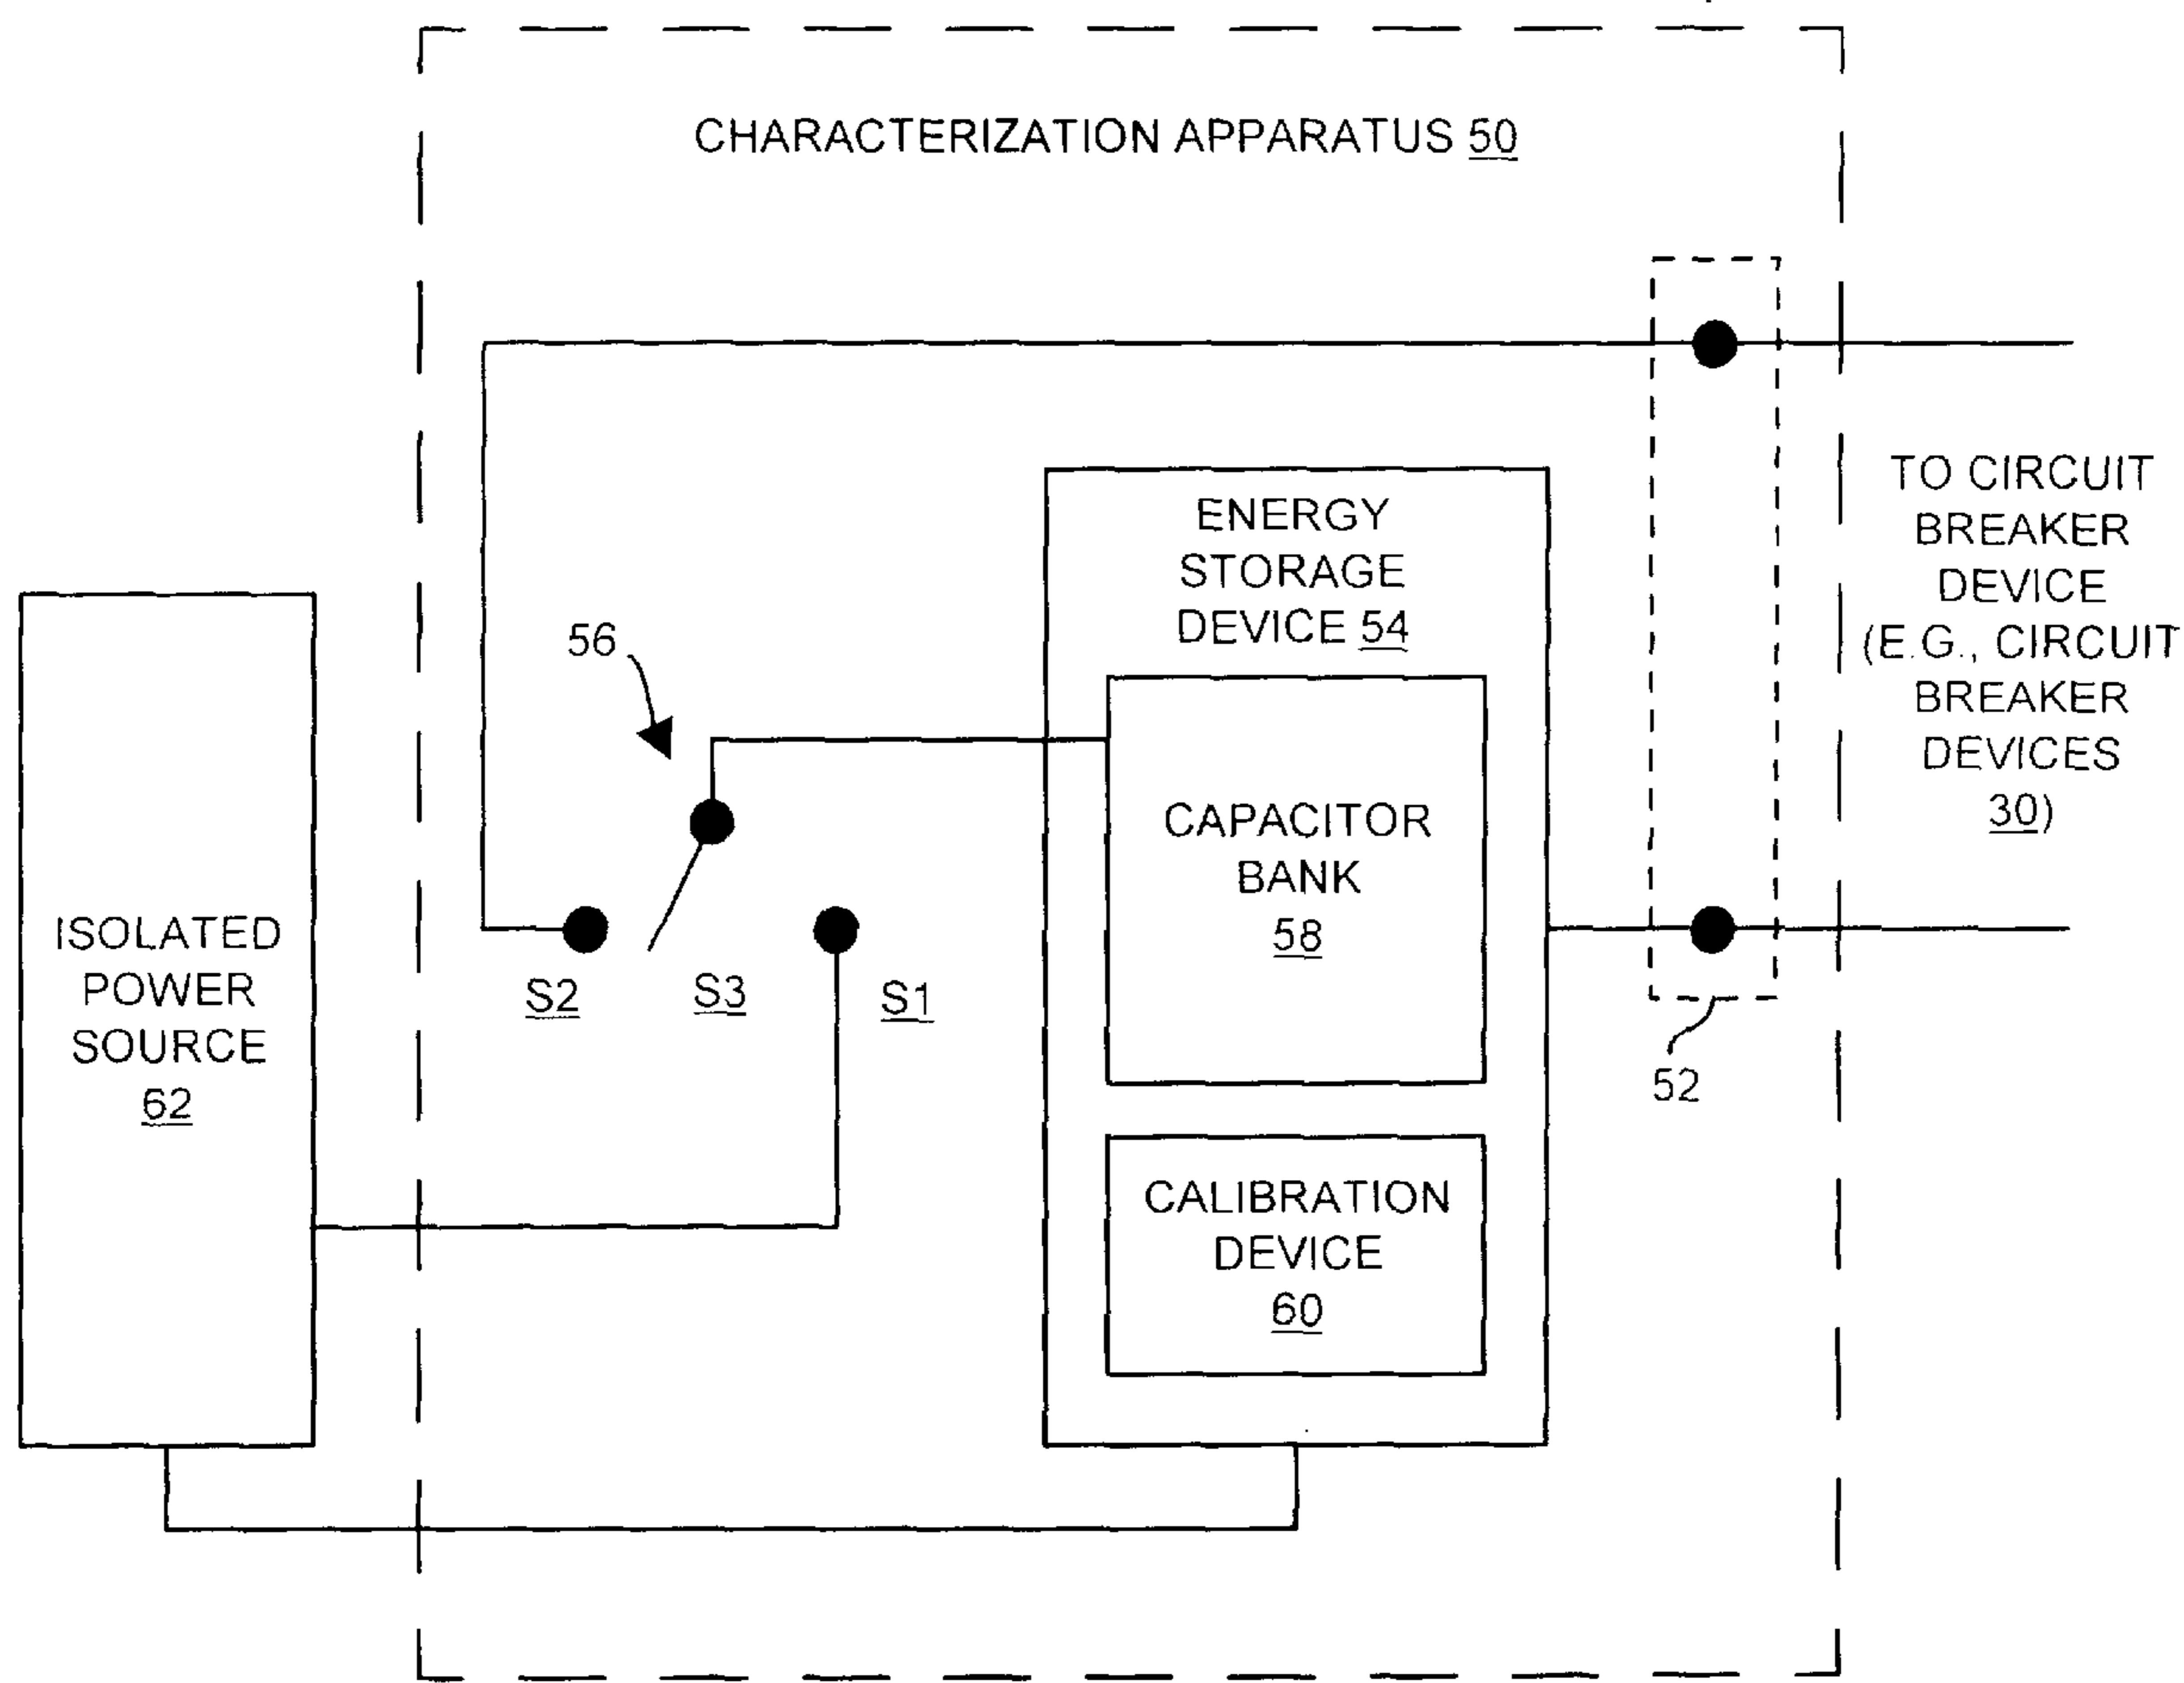 CHARACTERIZATION APPARATUS 50
TO CIRCUIT
BREAKER
DEVICE
(E.G., CIRCUIT
BREAKER
DEVICES
30)
ENERGY
STORAGE
DEVICE 54
56
CAPACITOR
BANK
58
S2
S3
S1
ISOLATED
POWER
SOURCE
62
52
CALIBRATION
DEVICE
60